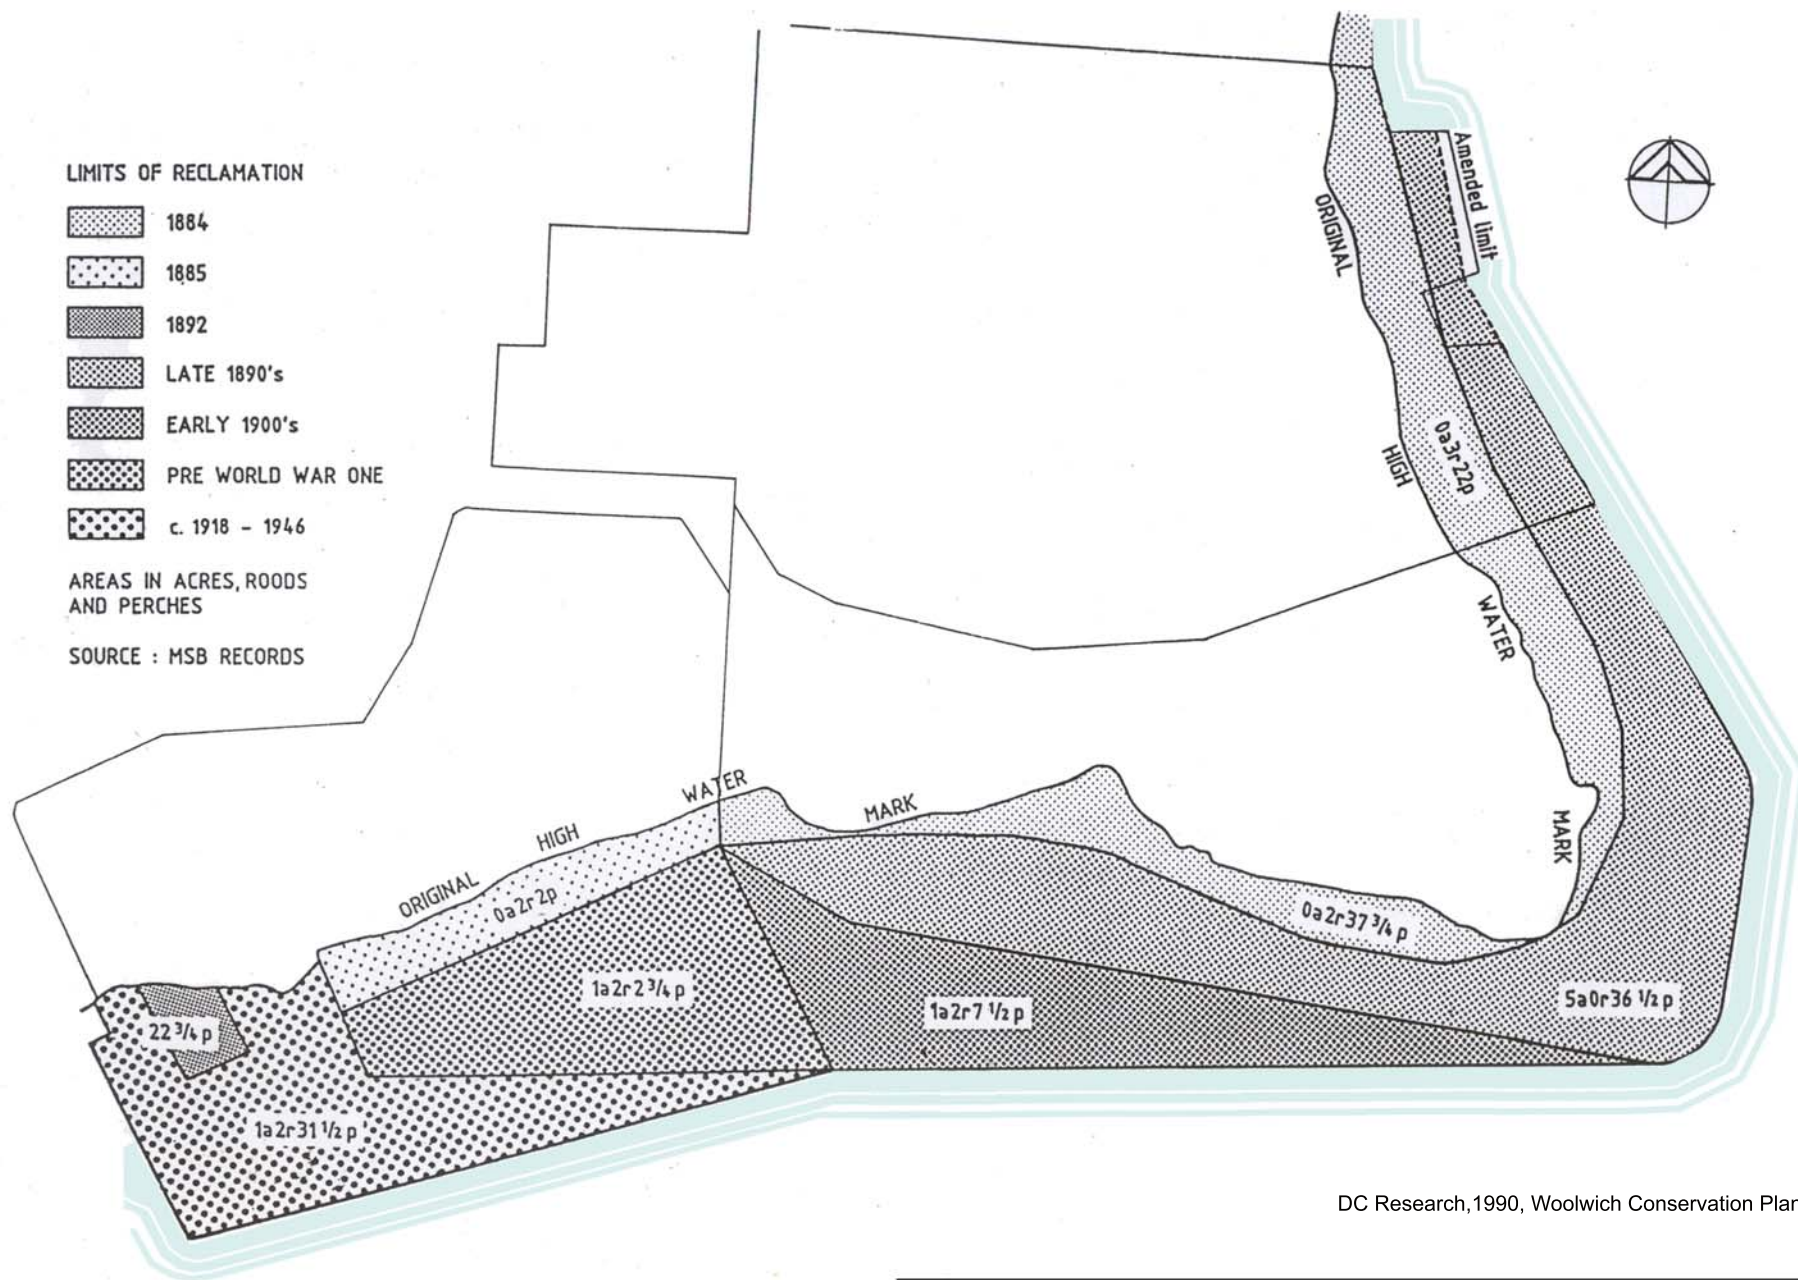 LIMITS OF RECLAMATION
1884
1885
1892
LATE 1890's
EARLY 1900's
PRE WORLD WAR ONE
c. 1918 - 1946
AREAS IN ACRES, ROODS
AND PERCHES
SOURCE : MSB RECORDS
Amended limit
ORIGINAL
HIGH
WATER
MARK
0a3r22p
ORIGINAL
HIGH
WATER
MARK
0a2r2p
0a2r37 3/4 p
1a2r2 3/4 p
1a2r7 1/2 p
5a0r36 1/2 p
22 3/4 p
1a2r31 1/2 p
DC Research,1990, Woolwich Conservation Plan